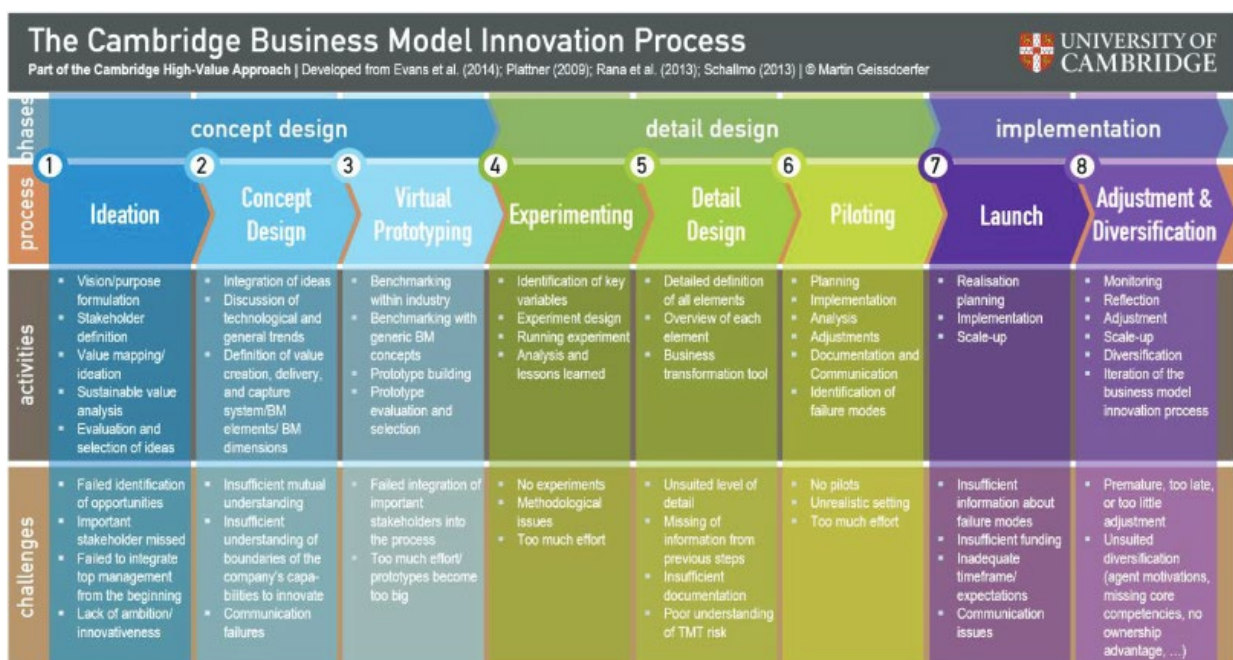 The Cambridge Business Model Innovation Process
Part of the Cambridge High-Value Approach | Developed from Evans et al. (2014); Plattner (2009); Rana et al. (2013); Schallmo (2013) | © Martin Geissdoerfer
UNIVERSITY OF
CAMBRIDGE
phases
concept design
detail design
implementation
process
1
Ideation
2
Concept
Design
3
Virtual
Prototyping
4
Experimenting
5
Detail
Design
6
Piloting
7
Launch
8
Adjustment &
Diversification
activities
Vision/purpose
formulation
Stakeholder
definition
Value mapping/
ideation
Sustainable value
analysis
Evaluation and
selection of ideas
Integration of ideas
Discussion of
technological and
general trends
Definition of value
creation, delivery,
and capture
system/BM
elements/ BM
dimensions
Benchmarking
within industry
Benchmarking with
generic BM
concepts
Prototype building
Prototype
evaluation and
selection
Identification of key
variables
Experiment design
Running experiment
Analysis and
lessons learned
Detailed definition
of all elements
Overview of each
element
Business
transformation tool
Planning
Implementation
Analysis
Adjustments
Documentation and
Communication
Identification of
failure modes
Realisation
planning
Implementation
Scale-up
Monitoring
Reflection
Adjustment
Scale-up
Diversification
Iteration of the
business model
innovation process
challenges
Failed identification
of opportunities
Important
stakeholder missed
Failed to integrate
top management
from the beginning
Lack of ambition/
innovativeness
Insufficient mutual
understanding
Insufficient
understanding of
boundaries of the
company's capa-
bilities to innovate
Communication
failures
Failed integration of
important
stakeholders into
the process
Too much effort/
prototypes become
too big
No experiments
Methodological
issues
Too much effort
Unsuited level of
detail
Missing of
information from
previous steps
Insufficient
documentation
Poor understanding
of TMT risk
No pilots
Unrealistic setting
Too much effort
Insufficient
information about
failure modes
Insufficient funding
Inadequate
timeframe/
expectations
Communication
issues
Premature, too late,
or too little
adjustment
Unsuited
diversification
(agent motivations,
missing core
competencies, no
ownership
advantage, ...)